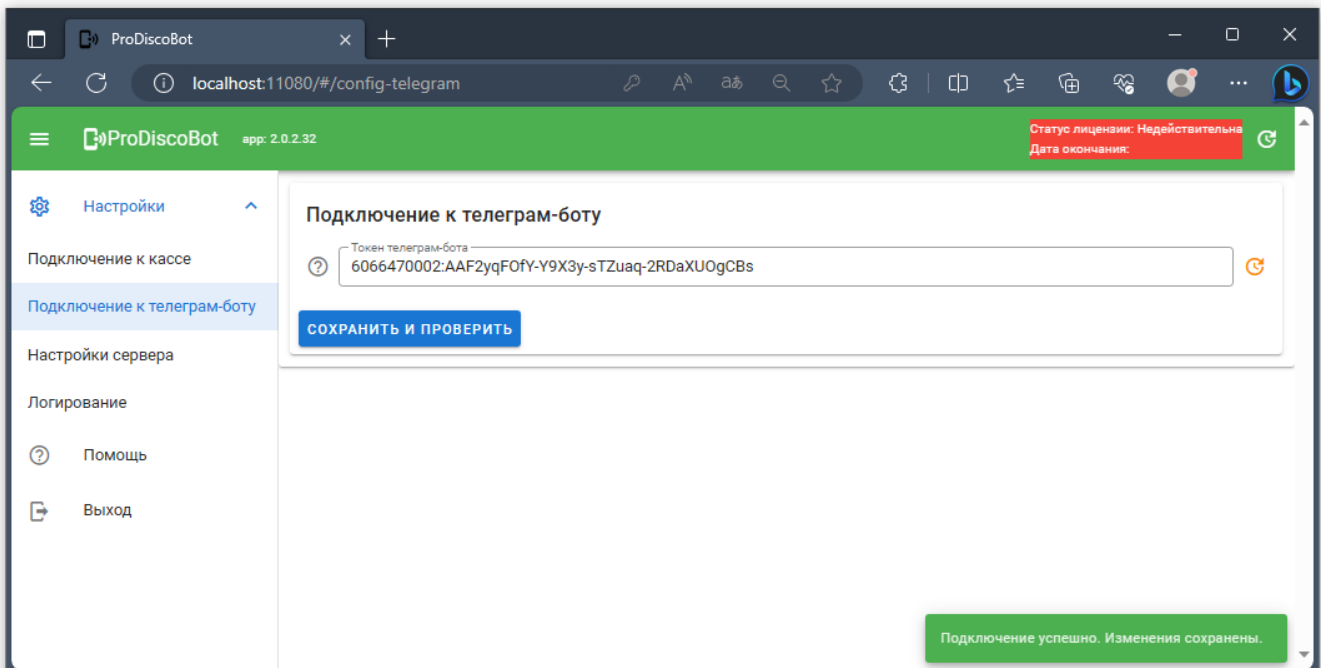 ProDiscoBot
localhost:11080/#/config-telegram
ProDiscoBot app: 2.0.2.32
Статус лицензии: Недействительна
Дата окончания:
Настройки
Подключение к кассе
Подключение к телеграм-боту
Настройки сервера
Логирование
Помощь
Выход
Подключение к телеграм-боту
Токен телеграм-бота
6066470002:AAF2yqFOfY-Y9X3y-sTZuaq-2RDaXUOgCBs
СОХРАНИТЬ И ПРОВЕРИТЬ
Подключение успешно. Изменения сохранены.